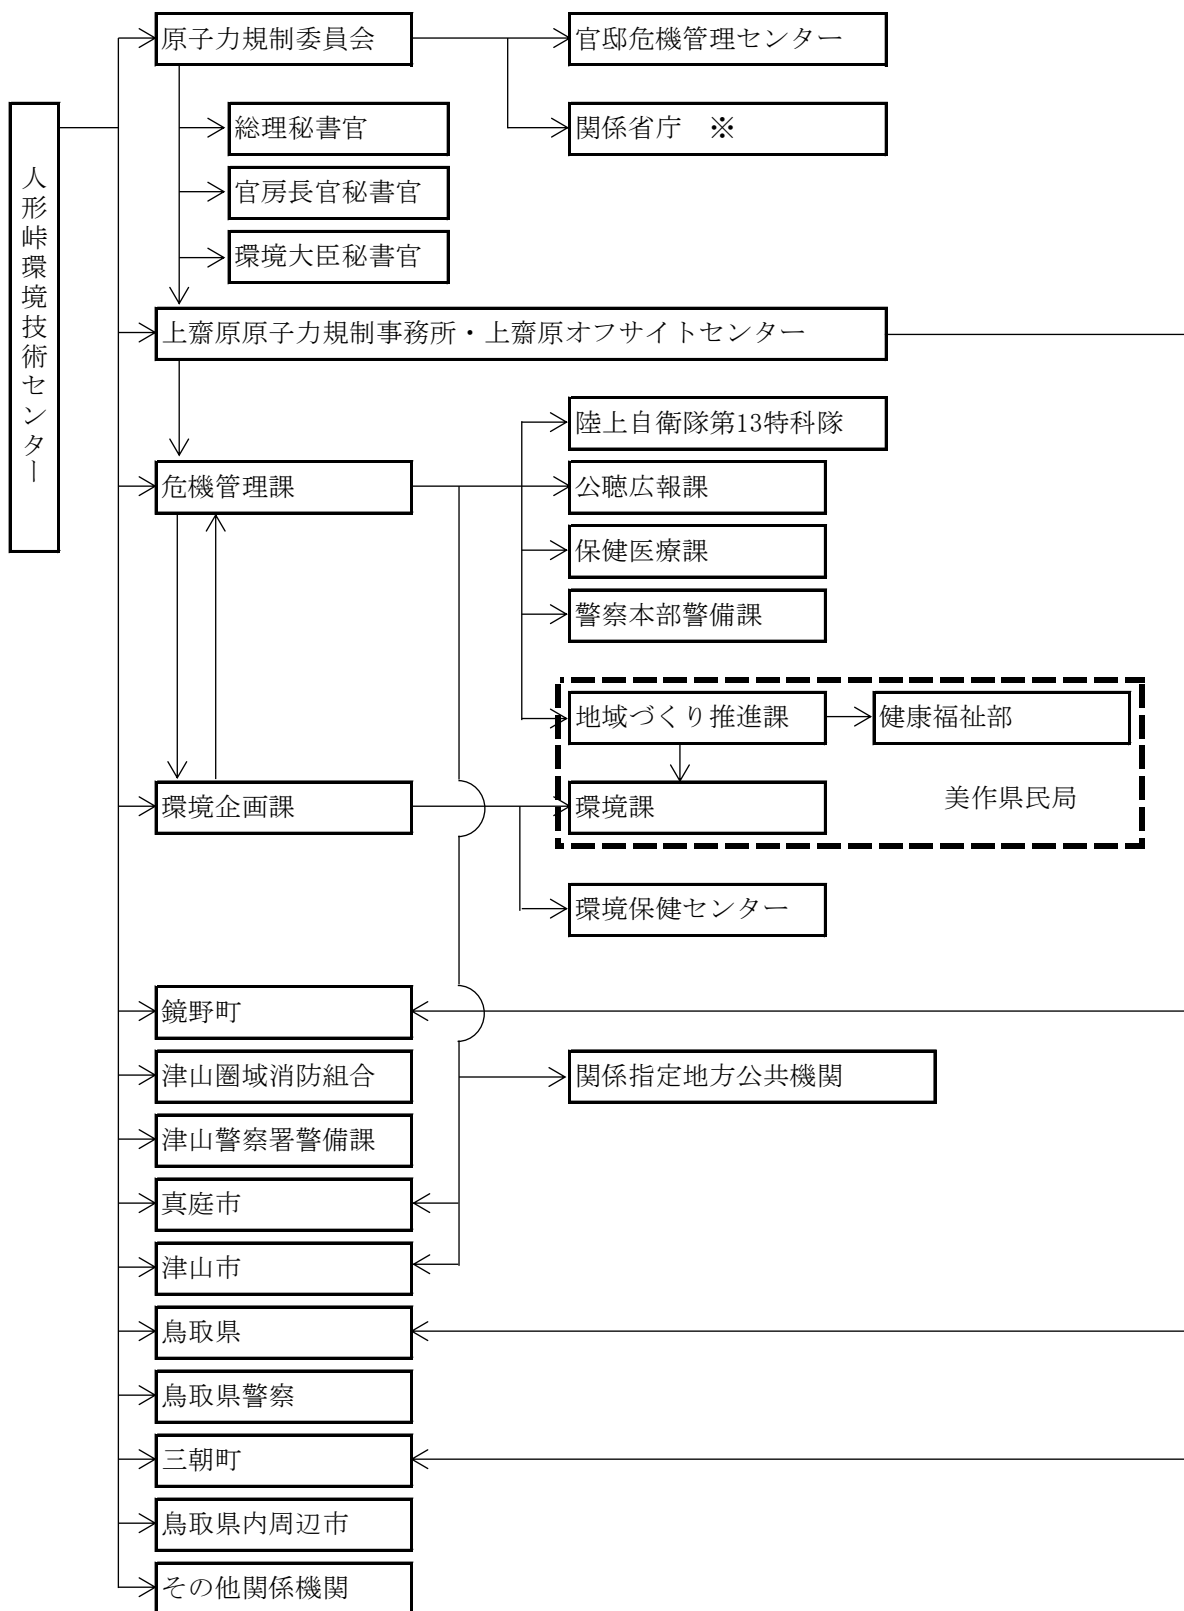 原子力規制委員会
官邸危機管理センター
総理秘書官
関係省庁　※
人形峠環境技術センター
官房長官秘書官
環境大臣秘書官
上齋原原子力規制事務所・上齋原オフサイトセンター
陸上自衛隊第13特科隊
危機管理課
公聴広報課
保健医療課
警察本部警備課
地域づくり推進課
健康福祉部
環境企画課
環境課
美作県民局
環境保健センター
鏡野町
津山圏域消防組合
関係指定地方公共機関
津山警察署警備課
真庭市
津山市
鳥取県
鳥取県警察
三朝町
鳥取県内周辺市
その他関係機関